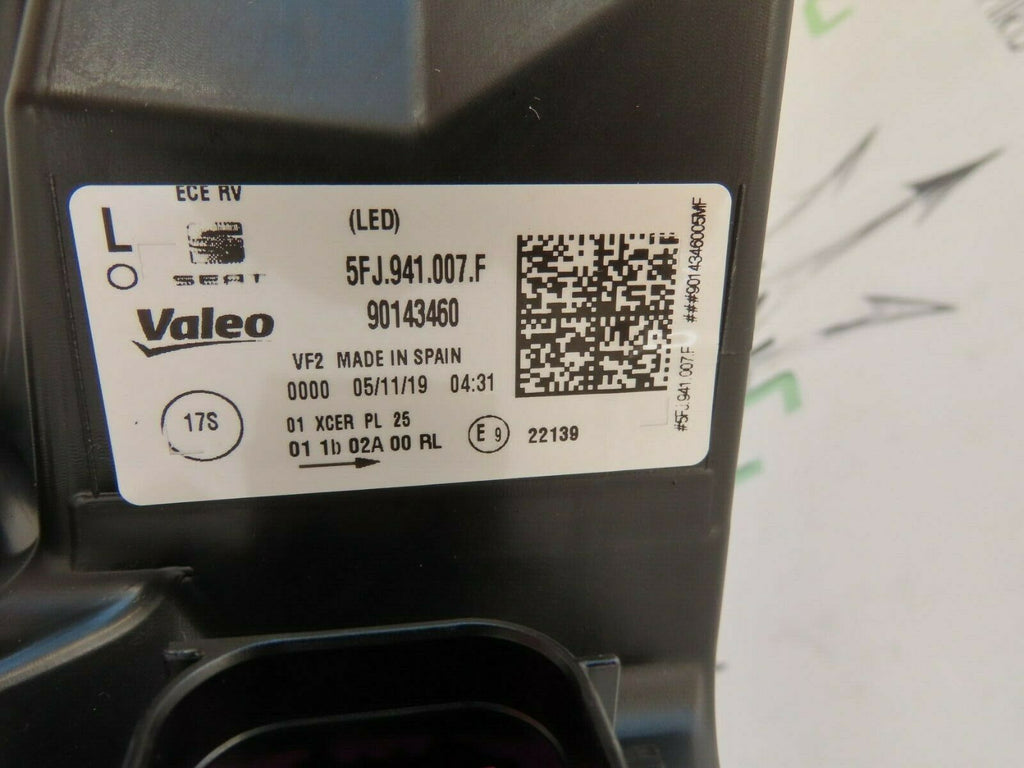 ECE RV
L
SEAT
(LED)
5FJ.941.007.F
90143460
Valeo
VF2 MADE IN SPAIN
0000 05/11/19 04:31
17S
01 XCER PL 25
01 1b 02A 00 RL
E 9
22139
#5FJ.941.007.F ###9014346005MF